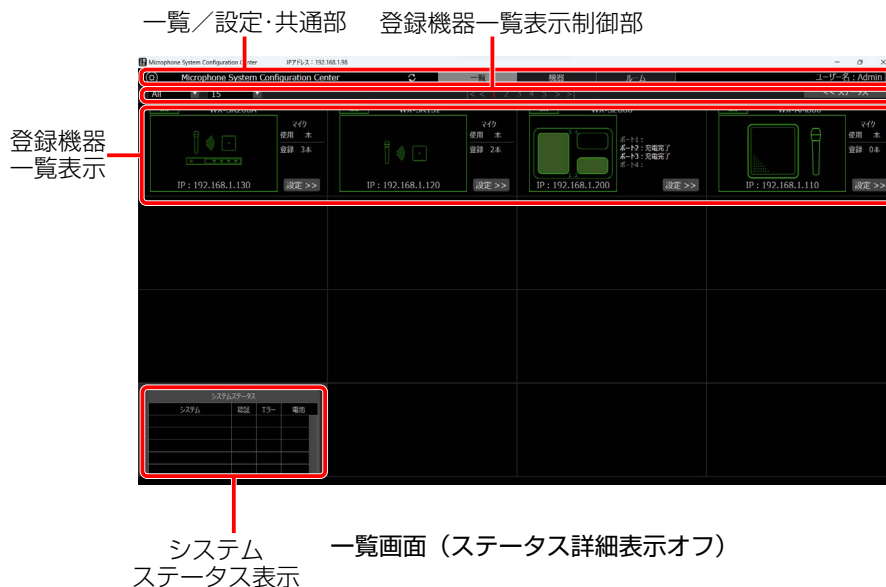 一覧／設定・共通部 登録機器一覧表示制御部
Microphone System Configuration Center IPアドレス：192.168.1.98
Microphone System Configuration Center 一覧 機器 ルーム ユーザー名：Admin
All 15 << 1 2 3 4 5 >>
登録機器
一覧表示
マイク マイク マイク
使用 本 使用 本 使用 本
登録 3本 登録 2本 登録 0本
ポート1：
ポート2：充電完了
ポート3：充電完了
ポート4：
IP：192.168.1.130 設定 >> IP：192.168.1.120 設定 >> IP：192.168.1.200 設定 >> IP：192.168.1.110 設定 >>
システムステータス
システム 認証 エラー 電池
システム
ステータス表示
一覧画面（ステータス詳細表示オフ）